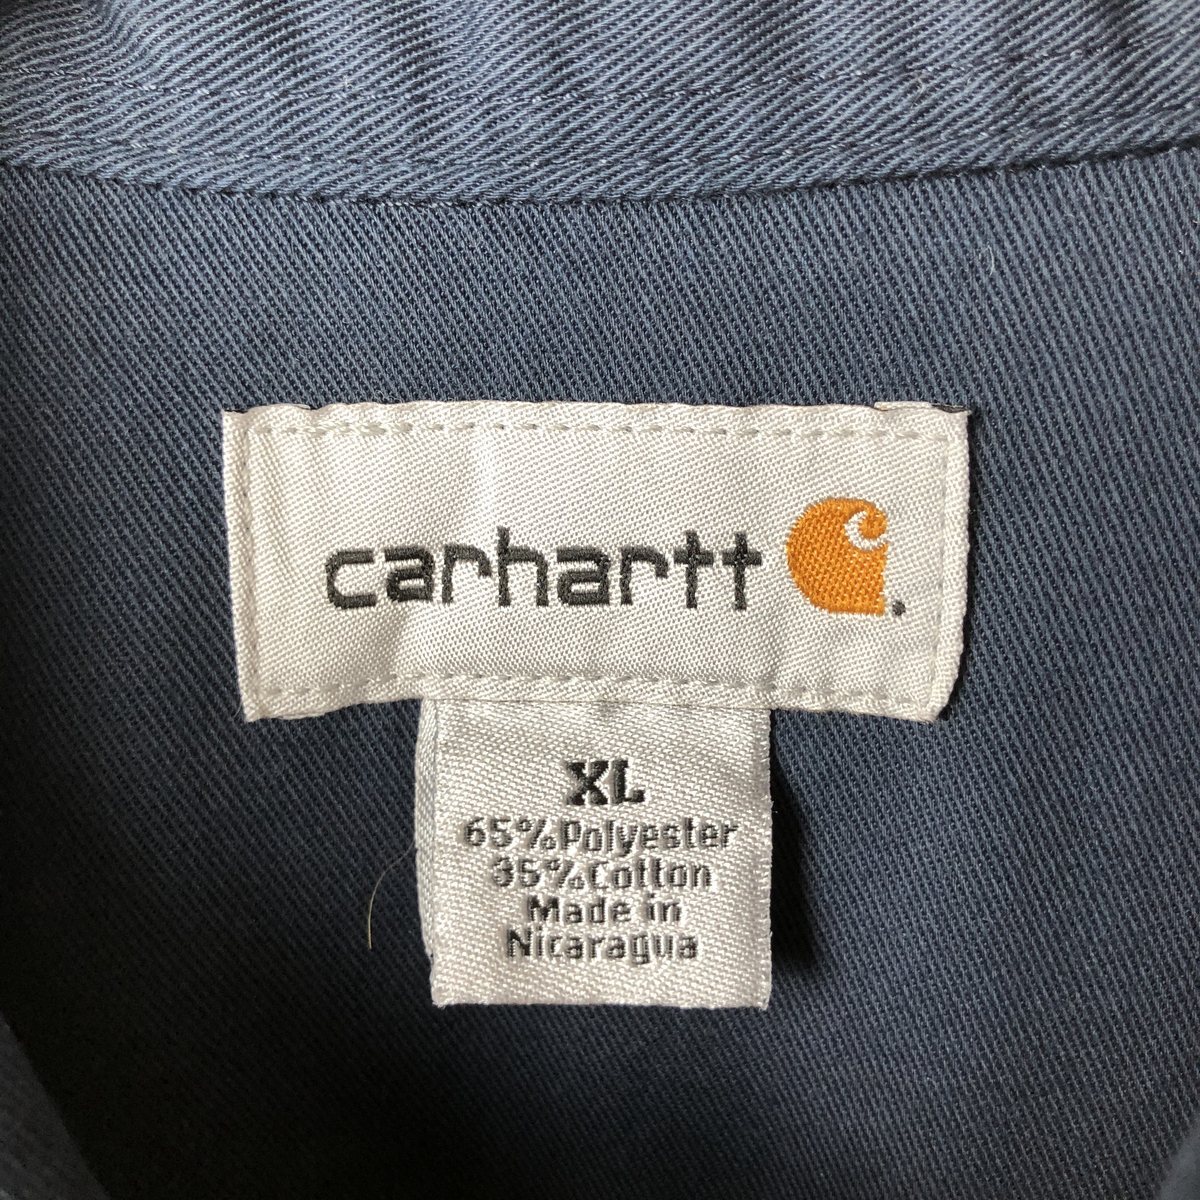 carhartt
XL
65%Polyester
35%Cotton
Made in
Nicaragua